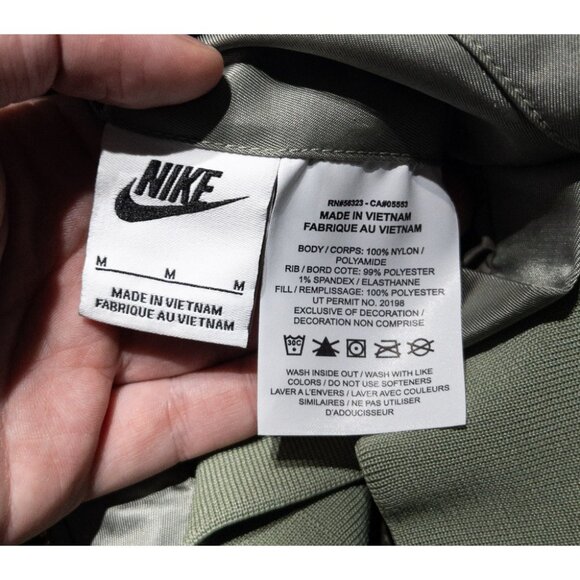 NIKE
M M M
MADE IN VIETNAM
FABRIQUE AU VIETNAM
RN#56323 - CA#05553
MADE IN VIETNAM
FABRIQUE AU VIETNAM
BODY / CORPS: 100% NYLON /
POLYAMIDE
RIB / BORD COTE: 99% POLYESTER
1% SPANDEX / ELASTHANNE
FILL / REMPLISSAGE: 100% POLYESTER
UT PERMIT NO. 20198
EXCLUSIVE OF DECORATION /
DECORATION NON COMPRISE
30C
WASH INSIDE OUT / WASH WITH LIKE
COLORS / DO NOT USE SOFTENERS
LAVER A L'ENVERS / LAVER AVEC COULEURS
SIMILAIRES / NE PAS UTILISER
D'ADOUCISSEUR